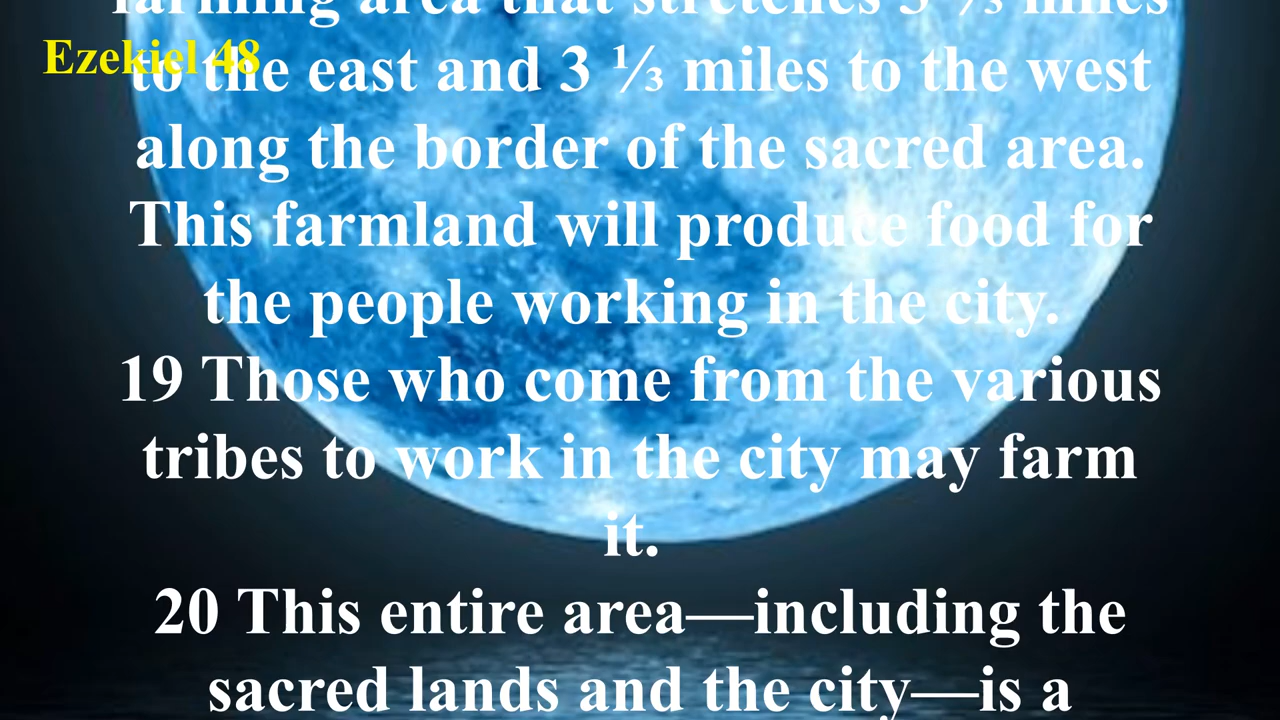 farming area that stretches 3 ⅓ miles
Ezekiel 48
to the east and 3 ⅓ miles to the west
along the border of the sacred area.
This farmland will produce food for
the people working in the city.
19 Those who come from the various
tribes to work in the city may farm
it.
20 This entire area—including the
sacred lands and the city—is a